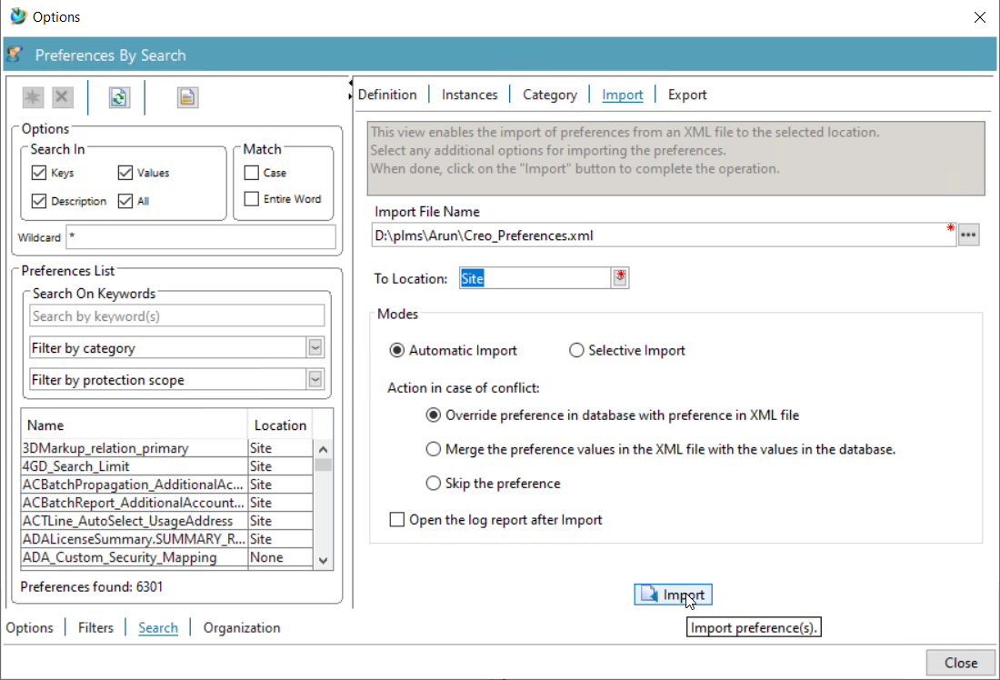 Options
Preferences By Search
Options
Search In
Keys
Values
Description
All
Match
Case
Entire Word
Wildcard *
Preferences List
Search On Keywords
Search by keyword(s)
Filter by category
Filter by protection scope
Name Location
3DMarkup_relation_primary Site
4GD_Search_Limit Site
ACBatchPropagation_AdditionalAc... Site
ACBatchReport_AdditionalAccount... Site
ACTLine_AutoSelect_UsageAddress Site
ADALicenseSummary.SUMMARY_R... Site
ADA_Custom_Security_Mapping None
Preferences found: 6301
Options Filters Search Organization
Definition Instances Category Import Export
This view enables the import of preferences from an XML file to the selected location.
Select any additional options for importing the preferences.
When done, click on the "Import" button to complete the operation.
Import File Name
D:\plms\Arun\Creo_Preferences.xml
To Location: Site
Modes
Automatic Import Selective Import
Action in case of conflict:
Override preference in database with preference in XML file
Merge the preference values in the XML file with the values in the database.
Skip the preference
Open the log report after Import
Import
Import preference(s).
Close